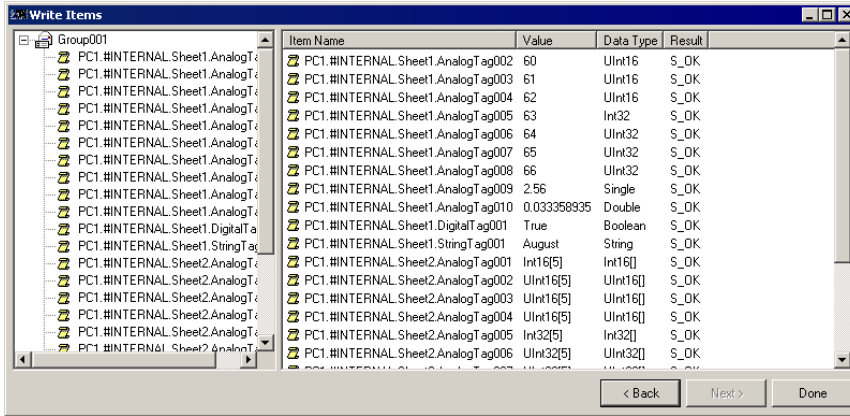 Write Items
Group001
PC1.#INTERNAL.Sheet1.AnalogTa
PC1.#INTERNAL.Sheet1.AnalogTa
PC1.#INTERNAL.Sheet1.AnalogTa
PC1.#INTERNAL.Sheet1.AnalogTa
PC1.#INTERNAL.Sheet1.AnalogTa
PC1.#INTERNAL.Sheet1.AnalogTa
PC1.#INTERNAL.Sheet1.AnalogTa
PC1.#INTERNAL.Sheet1.AnalogTa
PC1.#INTERNAL.Sheet1.AnalogTa
PC1.#INTERNAL.Sheet1.DigitalTa
PC1.#INTERNAL.Sheet1.StringTag
PC1.#INTERNAL.Sheet2.AnalogTa
PC1.#INTERNAL.Sheet2.AnalogTa
PC1.#INTERNAL.Sheet2.AnalogTa
PC1.#INTERNAL.Sheet2.AnalogTa
PC1.#INTERNAL.Sheet2.AnalogTa
PC1.#INTERNAL.Sheet2.AnalogTa
Item Name Value Data Type Result
PC1.#INTERNAL.Sheet1.AnalogTag002 60 UInt16 S_OK
PC1.#INTERNAL.Sheet1.AnalogTag003 61 UInt16 S_OK
PC1.#INTERNAL.Sheet1.AnalogTag004 62 UInt16 S_OK
PC1.#INTERNAL.Sheet1.AnalogTag005 63 Int32 S_OK
PC1.#INTERNAL.Sheet1.AnalogTag006 64 UInt32 S_OK
PC1.#INTERNAL.Sheet1.AnalogTag007 65 UInt32 S_OK
PC1.#INTERNAL.Sheet1.AnalogTag008 66 UInt32 S_OK
PC1.#INTERNAL.Sheet1.AnalogTag009 2.56 Single S_OK
PC1.#INTERNAL.Sheet1.AnalogTag010 0.033358935 Double S_OK
PC1.#INTERNAL.Sheet1.DigitalTag001 True Boolean S_OK
PC1.#INTERNAL.Sheet1.StringTag001 August String S_OK
PC1.#INTERNAL.Sheet2.AnalogTag001 Int16[5] Int16[] S_OK
PC1.#INTERNAL.Sheet2.AnalogTag002 UInt16[5] UInt16[] S_OK
PC1.#INTERNAL.Sheet2.AnalogTag003 UInt16[5] UInt16[] S_OK
PC1.#INTERNAL.Sheet2.AnalogTag004 UInt16[5] UInt16[] S_OK
PC1.#INTERNAL.Sheet2.AnalogTag005 Int32[5] Int32[] S_OK
PC1.#INTERNAL.Sheet2.AnalogTag006 UInt32[5] UInt32[] S_OK
< Back Next > Done